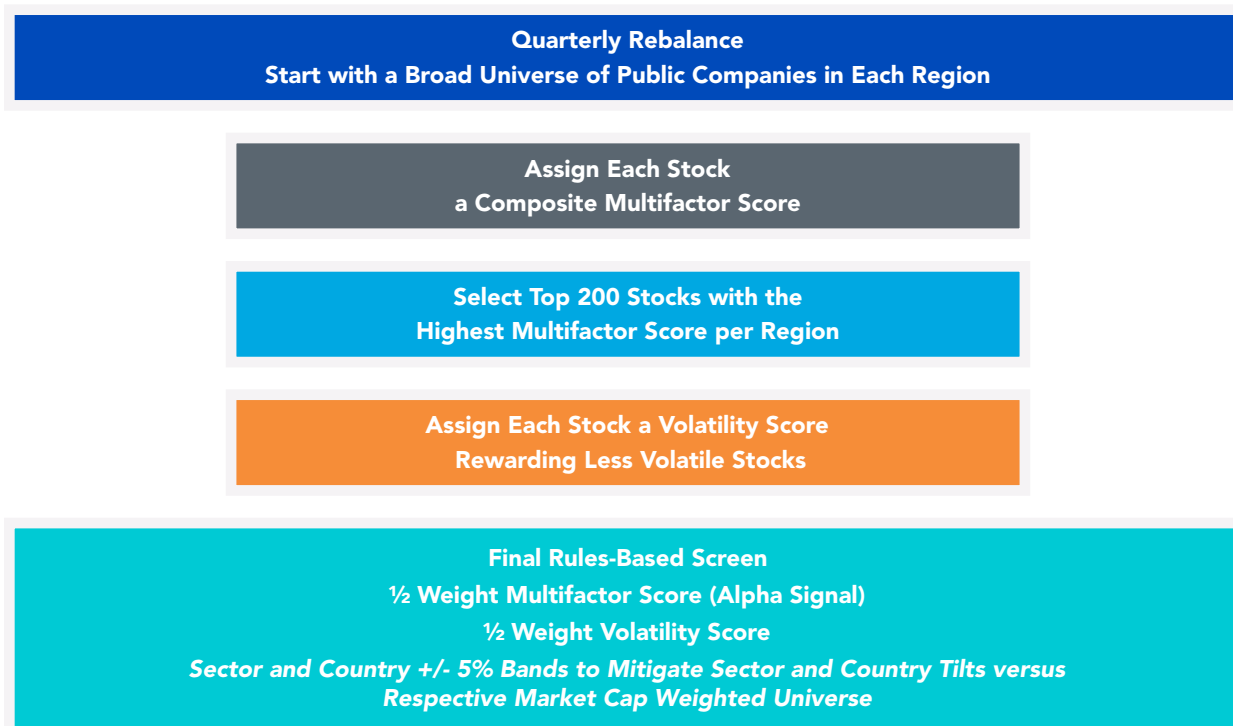 Quarterly Rebalance
Start with a Broad Universe of Public Companies in Each Region
Assign Each Stock
a Composite Multifactor Score
Select Top 200 Stocks with the
Highest Multifactor Score per Region
Assign Each Stock a Volatility Score
Rewarding Less Volatile Stocks
Final Rules-Based Screen
½ Weight Multifactor Score (Alpha Signal)
½ Weight Volatility Score
Sector and Country +/- 5% Bands to Mitigate Sector and Country Tilts versus
Respective Market Cap Weighted Universe